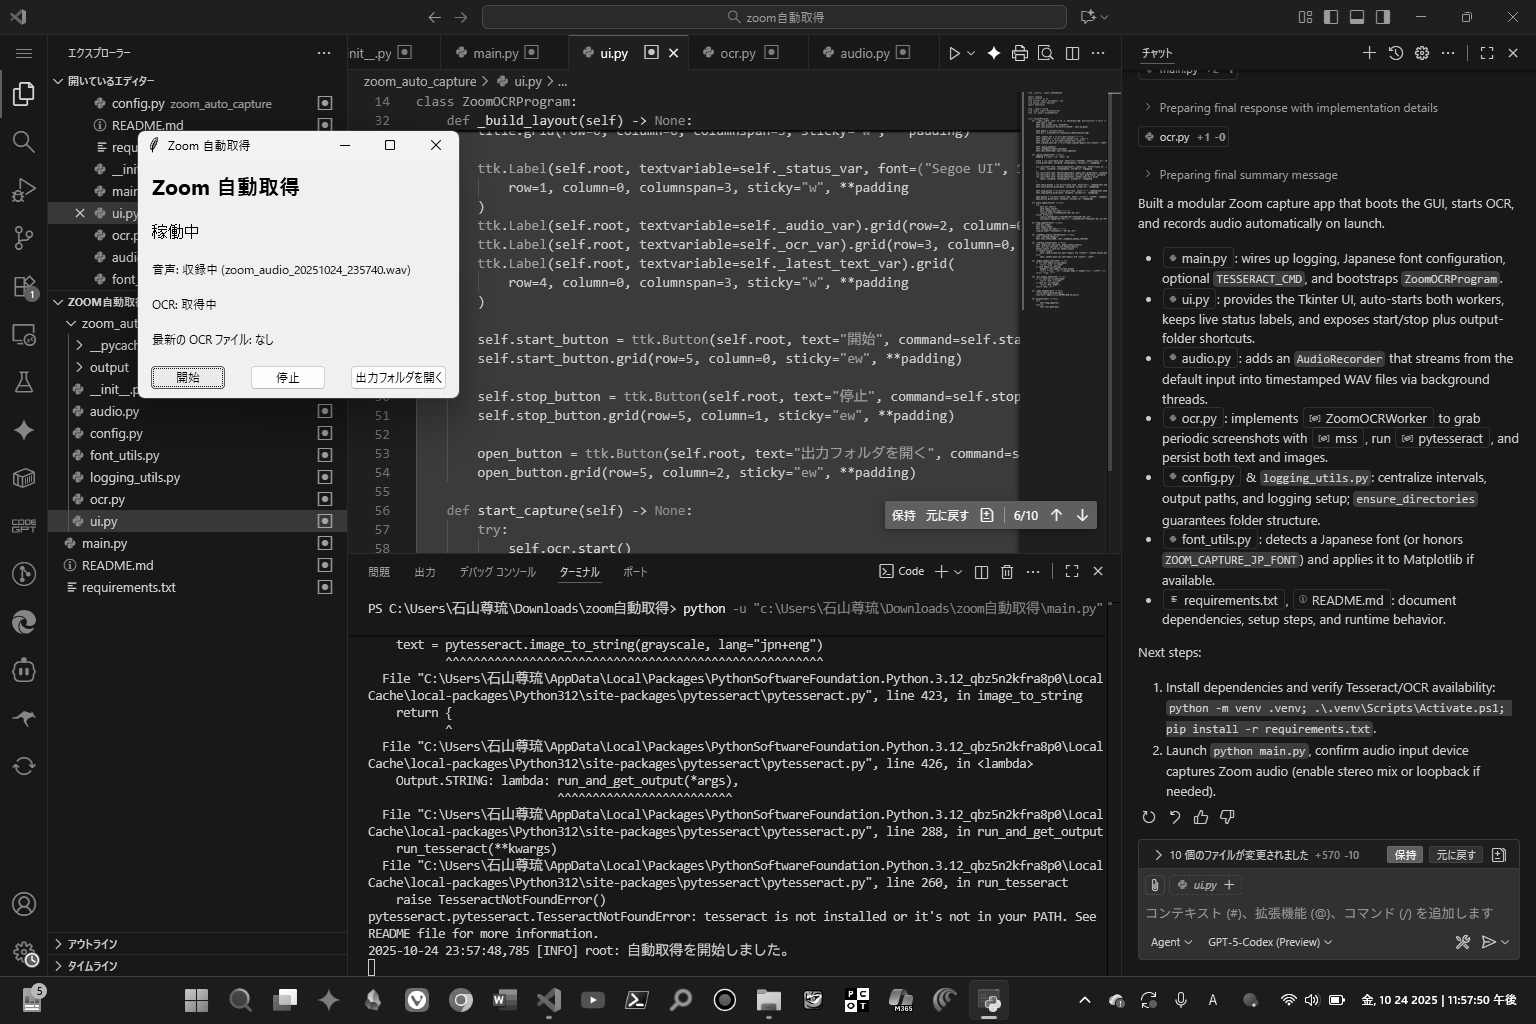 zoom自動取得
エクスプローラー
開いているエディター
config.py zoom_auto_capture
README.md
ui.py
ZOOM自動取得
output
audio.py
config.py
font_utils.py
logging_utils.py
ocr.py
ui.py
main.py
README.md
requirements.txt
アウトライン
タイムライン
Zoom 自動取得
Zoom 自動取得
稼働中
音声: 収録中 (zoom_audio_20251024_235740.wav)
OCR: 取得中
最新の OCR ファイル: なし
開始 停止 出力フォルダを開く
init__.py main.py ui.py ocr.py audio.py
zoom_auto_capture > ui.py > ...
14 class ZoomOCRProgram:
32 def _build_layout(self) -> None:
ttk.Label(self.root, textvariable=self._status_var, font=("Segoe UI",
row=1, column=0, columnspan=3, sticky="w", **padding
)
ttk.Label(self.root, textvariable=self._audio_var).grid(row=2, column=0
ttk.Label(self.root, textvariable=self._ocr_var).grid(row=3, column=0,
ttk.Label(self.root, textvariable=self._latest_text_var).grid(
row=4, column=0, columnspan=3, sticky="w", **padding
)
self.start_button = ttk.Button(self.root, text="開始", command=self.sta
self.start_button.grid(row=5, column=0, sticky="ew", **padding)
self.stop_button = ttk.Button(self.root, text="停止", command=self.stop
51 self.stop_button.grid(row=5, column=1, sticky="ew", **padding)
52
53 open_button = ttk.Button(self.root, text="出力フォルダを開く", command=s
54 open_button.grid(row=5, column=2, sticky="ew", **padding)
55
56 def start_capture(self) -> None:
57 try:
58 self.ocr.start()
保持 元に戻す 6/10
問題 出力 デバッグ コンソール ターミナル ポート
Code
PS C:\Users\石山尊琉\Downloads\zoom自動取得> python -u "c:\Users\石山尊琉\Downloads\zoom自動取得\main.py"
text = pytesseract.image_to_string(grayscale, lang="jpn+eng")
^^^^^^^^^^^^^^^^^^^^^^^^^^^^^^^^^^^^^^^^^^^^^^^^^
File "C:\Users\石山尊琉\AppData\Local\Packages\PythonSoftwareFoundation.Python.3.12_qbz5n2kfra8p0\Local
Cache\local-packages\Python312\site-packages\pytesseract\pytesseract.py", line 423, in image_to_string
return {
^
File "C:\Users\石山尊琉\AppData\Local\Packages\PythonSoftwareFoundation.Python.3.12_qbz5n2kfra8p0\Local
Cache\local-packages\Python312\site-packages\pytesseract\pytesseract.py", line 426, in <lambda>
Output.STRING: lambda: run_and_get_output(*args),
^^^^^^^^^^^^^^^^^^^^^^^^^
File "C:\Users\石山尊琉\AppData\Local\Packages\PythonSoftwareFoundation.Python.3.12_qbz5n2kfra8p0\Local
Cache\local-packages\Python312\site-packages\pytesseract\pytesseract.py", line 288, in run_and_get_output
run_tesseract(**kwargs)
File "C:\Users\石山尊琉\AppData\Local\Packages\PythonSoftwareFoundation.Python.3.12_qbz5n2kfra8p0\Local
Cache\local-packages\Python312\site-packages\pytesseract\pytesseract.py", line 260, in run_tesseract
raise TesseractNotFoundError()
pytesseract.pytesseract.TesseractNotFoundError: tesseract is not installed or it's not in your PATH. See
README file for more information.
2025-10-24 23:57:48,785 [INFO] root: 自動取得を開始しました。
チャット
Preparing final response with implementation details
ocr.py +1 -0
Preparing final summary message
Built a modular Zoom capture app that boots the GUI, starts OCR,
and records audio automatically on launch.
• main.py : wires up logging, Japanese font configuration,
optional TESSERACT_CMD, and bootstraps ZoomOCRProgram.
• ui.py : provides the Tkinter UI, auto-starts both workers,
keeps live status labels, and exposes start/stop plus output-
folder shortcuts.
• audio.py : adds an AudioRecorder that streams from the
default input into timestamped WAV files via background
threads.
• ocr.py : implements ZoomOCRWorker to grab
periodic screenshots with mss , run pytesseract , and
persist both text and images.
• config.py & logging_utils.py: centralize intervals,
output paths, and logging setup; ensure_directories
guarantees folder structure.
• font_utils.py : detects a Japanese font (or honors
ZOOM_CAPTURE_JP_FONT) and applies it to Matplotlib if
available.
• requirements.txt , README.md : document
dependencies, setup steps, and runtime behavior.
Next steps:
1. Install dependencies and verify Tesseract/OCR availability:
python -m venv .venv; .\.venv\Scripts\Activate.ps1;
pip install -r requirements.txt.
2. Launch python main.py, confirm audio input device
captures Zoom audio (enable stereo mix or loopback if
needed).
10 個のファイルが変更されました +570 -10 保持 元に戻す
ui.py +
コンテキスト (#)、拡張機能 (@)、コマンド (/) を追加します
Agent GPT-5-Codex (Preview)
金, 10 24 2025 | 11:57:50 午後